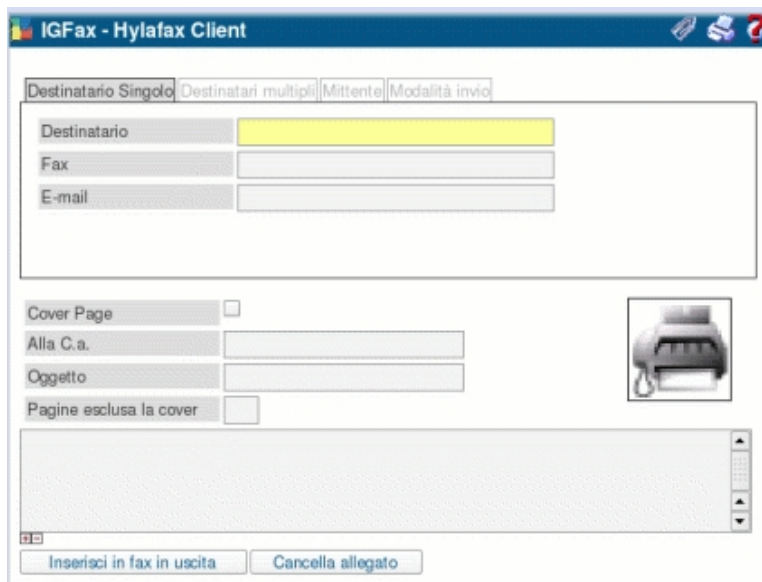 IGFax - Hylafax Client
Destinatario Singolo Destinatari multipli Mittente Modalità invio
Destinatario
Fax
E-mail
Cover Page
Alla C.a.
Oggetto
Pagine esclusa la cover
Inserisci in fax in uscita Cancella allegato